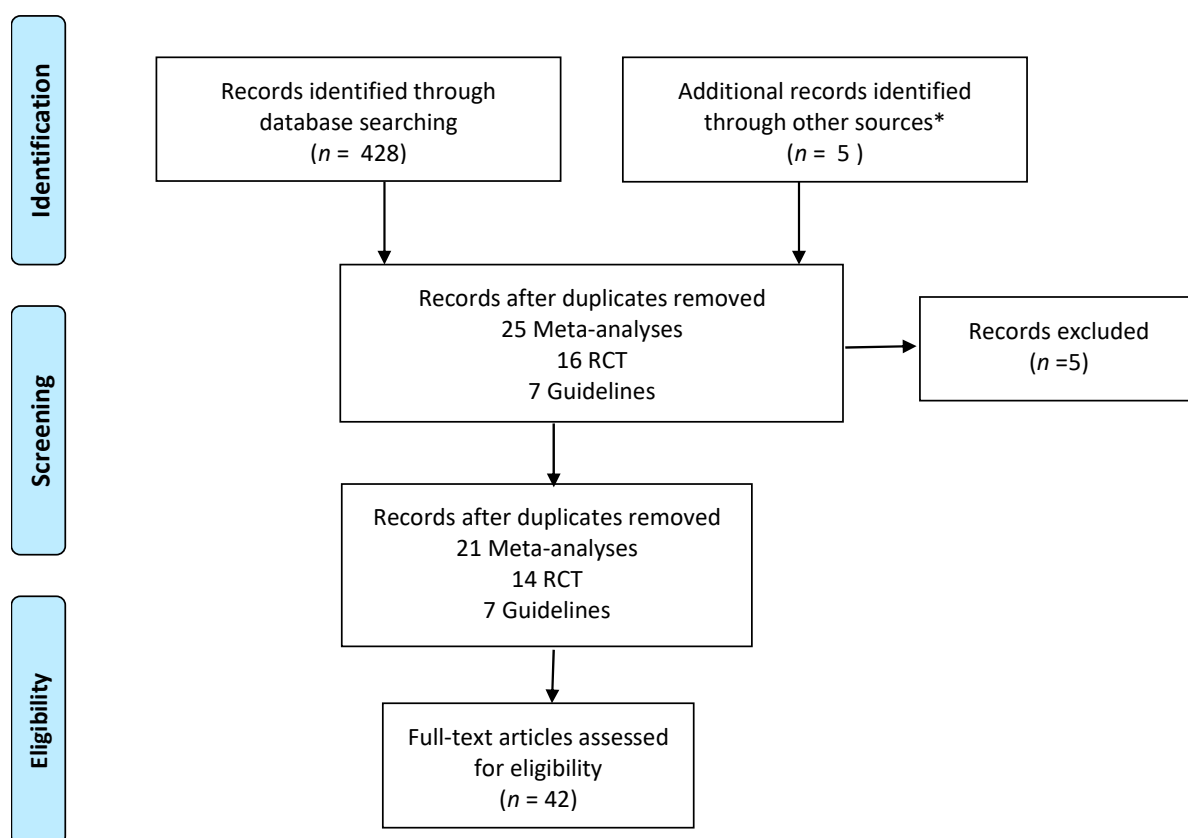 Identification
Records identified through
database searching
(n = 428)
Additional records identified
through other sources*
(n = 5 )
Screening
Records after duplicates removed
25 Meta-analyses
16 RCT
7 Guidelines
Records excluded
(n =5)
Records after duplicates removed
21 Meta-analyses
14 RCT
7 Guidelines
Eligibility
Full-text articles assessed
for eligibility
(n = 42)